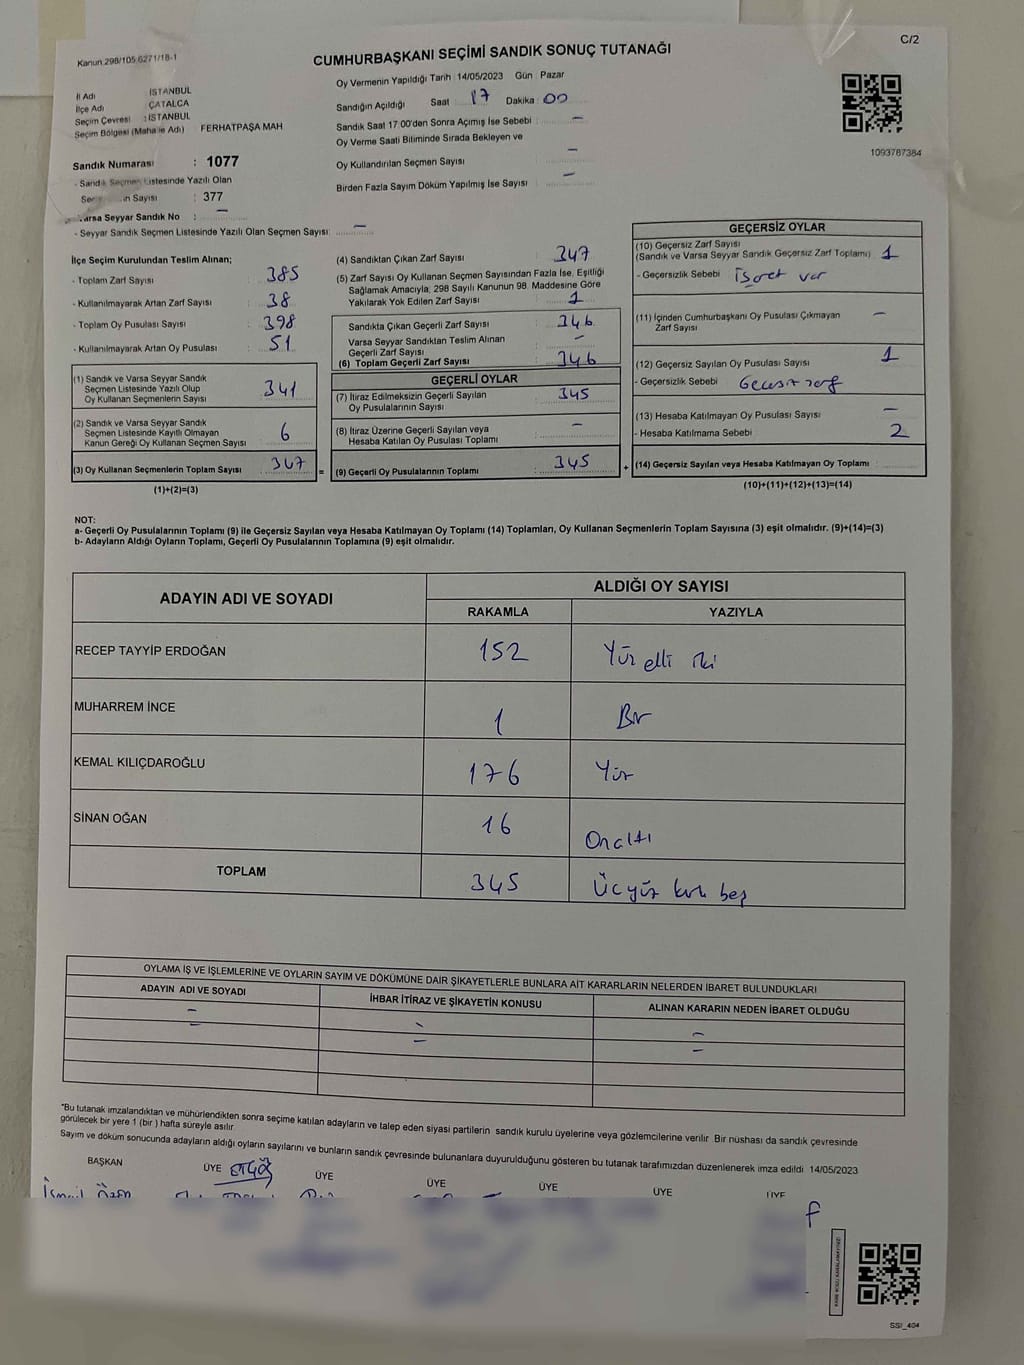 C/2
Kanun 298/105.6271/18-1
CUMHURBAŞKANI SEÇİMİ SANDIK SONUÇ TUTANAĞI
1093787384
İl Adı : İSTANBUL
İlçe Adı ÇATALCA
Seçim Çevresi : İSTANBUL
Seçim Bölgesi (Mahalle Adı) FERHATPAŞA MAH
Sandık Numarası : 1077
- Sandık Seçmen Listesinde Yazılı Olan
Seçmen Sayısı : 377
Varsa Seyyar Sandık No : –
- Seyyar Sandık Seçmen Listesinde Yazılı Olan Seçmen Sayısı : –
Oy Vermenin Yapıldığı Tarih : 14/05/2023 Gün : Pazar
Sandığın Açıldığı Saat : 17 Dakika : 00
Sandık Saat 17:00'den Sonra Açımış İse Sebebi : –
Oy Verme Saati Bitiminde Sırada Bekleyen ve
Oy Kullandırılan Seçmen Sayısı –
Birden Fazla Sayım Döküm Yapılmış İse Sayısı : –
İlçe Seçim Kurulundan Teslim Alınan;
- Toplam Zarf Sayısı : 385
- Kullanılmayarak Artan Zarf Sayısı : 38
- Toplam Oy Pusulası Sayısı : 398
- Kullanılmayarak Artan Oy Pusulası : 51
(1) Sandık ve Varsa Seyyar Sandık
Seçmen Listesinde Yazılı Olup
Oy Kullanan Seçmenlerin Sayısı : 341
(2) Sandık ve Varsa Seyyar Sandık
Seçmen Listesinde Kayıtlı Olmayan
Kanun Gereği Oy Kullanan Seçmen Sayısı : 6
(3) Oy Kullanan Seçmenlerin Toplam Sayısı : 347 =
(1)+(2)=(3)
(4) Sandıktan Çıkan Zarf Sayısı : 347
(5) Zarf Sayısı Oy Kullanan Seçmen Sayısından Fazla İse, Eşitliği
Sağlamak Amacıyla; 298 Sayılı Kanunun 98. Maddesine Göre
Yakılarak Yok Edilen Zarf Sayısı : 1
Sandıkta Çıkan Geçerli Zarf Sayısı : 346
Varsa Seyyar Sandıktan Teslim Alınan
Geçerli Zarf Sayısı : –
(6) Toplam Geçerli Zarf Sayısı : 346
GEÇERLİ OYLAR
(7) İtiraz Edilmeksizin Geçerli Sayılan
Oy Pusulalarının Sayısı : 345
(8) İtiraz Üzerine Geçerli Sayılan veya
Hesaba Katılan Oy Pusulası Toplamı : –
(9) Geçerli Oy Pusulalarının Toplamı : 345 +
GEÇERSİZ OYLAR
(10) Geçersiz Zarf Sayısı
(Sandık ve Varsa Seyyar Sandık Geçersiz Zarf Toplamı) : 1
- Geçersizlik Sebebi : İşaret var
(11) İçinden Cumhurbaşkanı Oy Pusulası Çıkmayan
Zarf Sayısı –
(12) Geçersiz Sayılan Oy Pusulası Sayısı : 1
- Geçersizlik Sebebi :
(13) Hesaba Katılmayan Oy Pusulası Sayısı : –
- Hesaba Katılmama Sebebi : 2
(14) Geçersiz Sayılan veya Hesaba Katılmayan Oy Toplamı :
(10)+(11)+(12)+(13)=(14)
NOT:
a- Geçerli Oy Pusulalarının Toplamı (9) ile Geçersiz Sayılan veya Hesaba Katılmayan Oy Toplamı (14) Toplamları, Oy Kullanan Seçmenlerin Toplam Sayısına (3) eşit olmalıdır. (9)+(14)=(3)
b- Adayların Aldığı Oyların Toplamı, Geçerli Oy Pusulalarının Toplamına (9) eşit olmalıdır.
ADAYIN ADI VE SOYADI ALDIĞI OY SAYISI
RAKAMLA YAZIYLA
RECEP TAYYİP ERDOĞAN 152 Yüz elli iki
MUHARREM İNCE 1 Bir
KEMAL KILIÇDAROĞLU 176 Yüz
SİNAN OĞAN 16 Onaltı
TOPLAM 345 Üçyüz kırk beş
OYLAMA İŞ VE İŞLEMLERİNE VE OYLARIN SAYIM VE DÖKÜMÜNE DAİR ŞİKAYETLERLE BUNLARA AİT KARARLARIN NELERDEN İBARET BULUNDUKLARI
ADAYIN ADI VE SOYADI İHBAR İTİRAZ VE ŞİKAYETİN KONUSU ALINAN KARARIN NEDEN İBARET OLDUĞU
– – –
– – –
*Bu tutanak imzalandıktan ve mühürlendikten sonra seçime katılan adayların ve talep eden siyasi partilerin sandık kurulu üyelerine veya gözlemcilerine verilir. Bir nüshası da sandık çevresinde
görülecek bir yere 1 (bir ) hafta süreyle asılır.
Sayım ve döküm sonucunda adayların aldığı oyların sayılarını ve bunların sandık çevresinde bulunanlara duyurulduğunu gösteren bu tutanak tarafımızdan düzenlenerek imza edildi. 14/05/2023
BAŞKAN ÜYE ÜYE ÜYE ÜYE ÜYE ÜYE
İsmail
SSİ_404